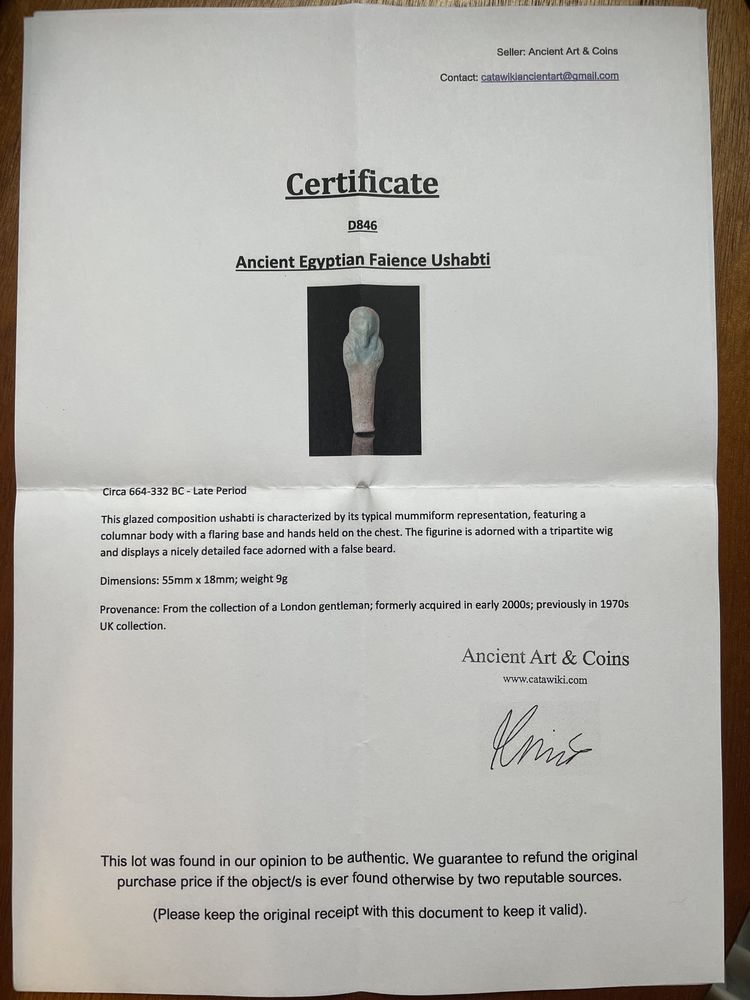 Seller: Ancient Art & Coins
Contact: catawikiancientart@gmail.com
Certificate
D846
Ancient Egyptian Faience Ushabti
Circa 664-332 BC - Late Period
This glazed composition ushabti is characterized by its typical mummiform representation, featuring a
columnar body with a flaring base and hands held on the chest. The figurine is adorned with a tripartite wig
and displays a nicely detailed face adorned with a false beard.
Dimensions: 55mm x 18mm; weight 9g
Provenance: From the collection of a London gentleman; formerly acquired in early 2000s; previously in 1970s
UK collection.
Ancient Art & Coins
www.catawiki.com
This lot was found in our opinion to be authentic. We guarantee to refund the original
purchase price if the object/s is ever found otherwise by two reputable sources.
(Please keep the original receipt with this document to keep it valid).